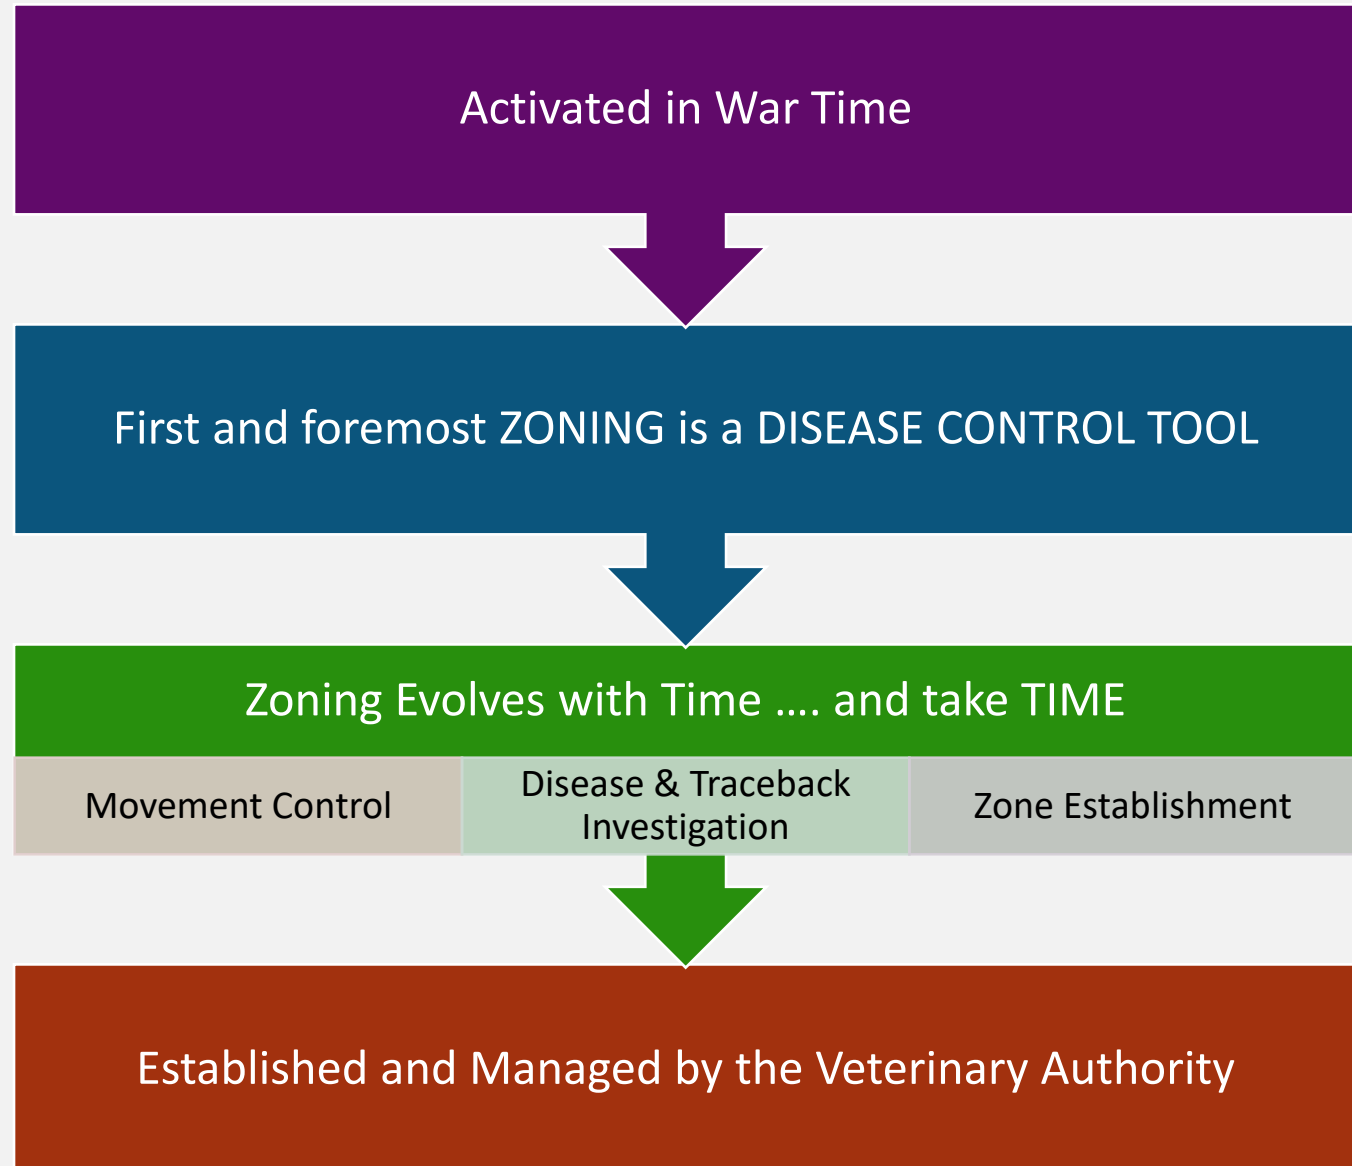 Activated in War Time
First and foremost ZONING is a DISEASE CONTROL TOOL
Zoning Evolves with Time .... and take TIME
Movement Control
Disease & Traceback
Investigation
Zone Establishment
Established and Managed by the Veterinary Authority